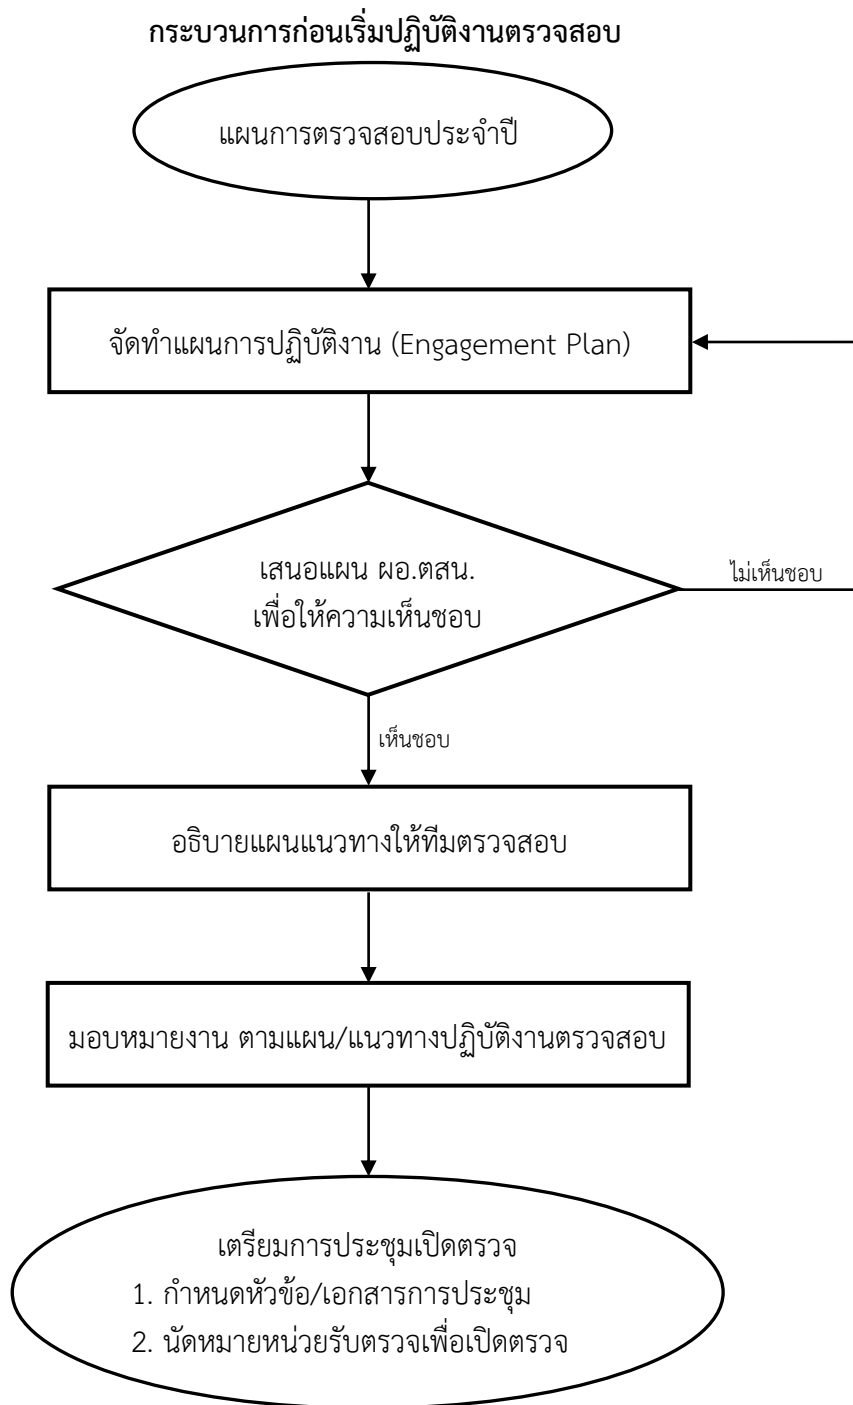 กระบวนการก่อนเริ่มปฏิบัติงานตรวจสอบ
แผนการตรวจสอบประจำปี
จัดทำแผนการปฏิบัติงาน (Engagement Plan)
เสนอแผน ผอ.ตสน.
เพื่อให้ความเห็นชอบ
ไม่เห็นชอบ
เห็นชอบ
อธิบายแผนแนวทางให้ทีมตรวจสอบ
มอบหมายงาน ตามแผน/แนวทางปฏิบัติงานตรวจสอบ
เตรียมการประชุมเปิดตรวจ
1. กำหนดหัวข้อ/เอกสารการประชุม
2. นัดหมายหน่วยรับตรวจเพื่อเปิดตรวจ